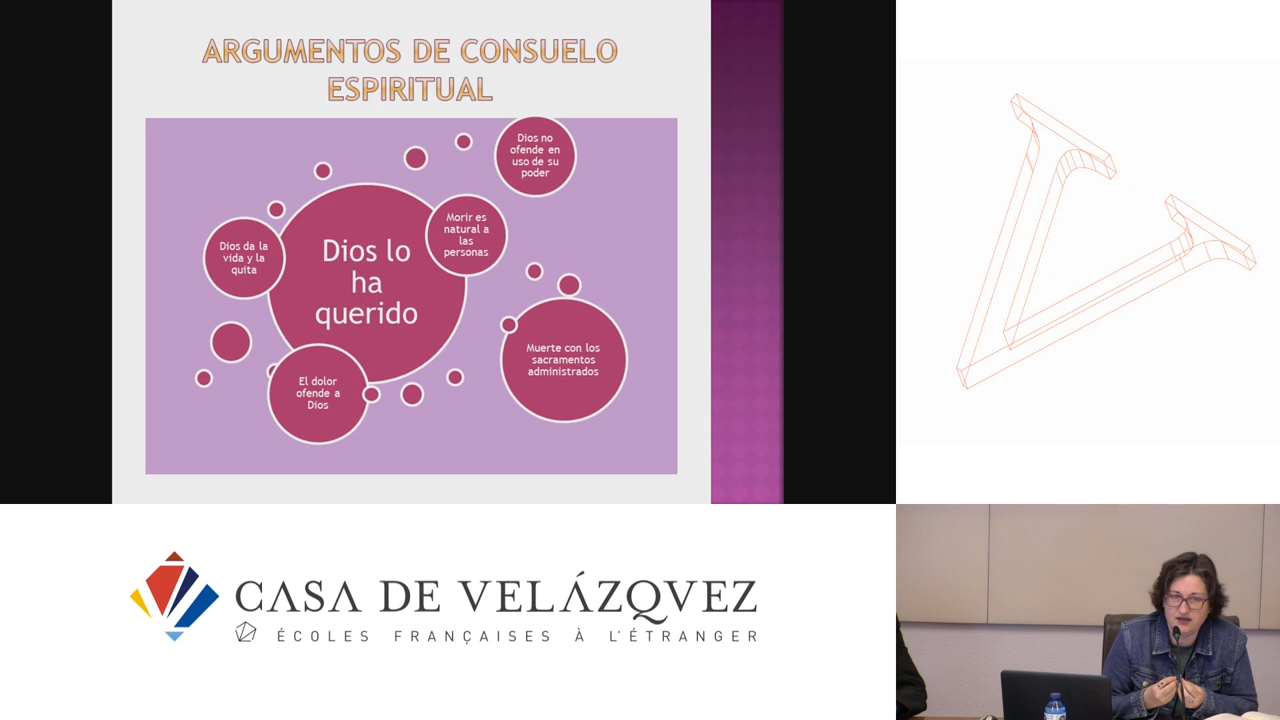 ARGUMENTOS DE CONSUELO
ESPIRITUAL
Dios no
ofende en
uso de su
poder
Morir es
natural a
las
personas
Dios da la
vida y la
quita
Dios lo
ha
querido
Muerte con los
sacramentos
administrados
El dolor
ofende a
Dios
CASA DE VELÁZQVEZ
ÉCOLES FRANÇAISES À L'ÉTRANGER